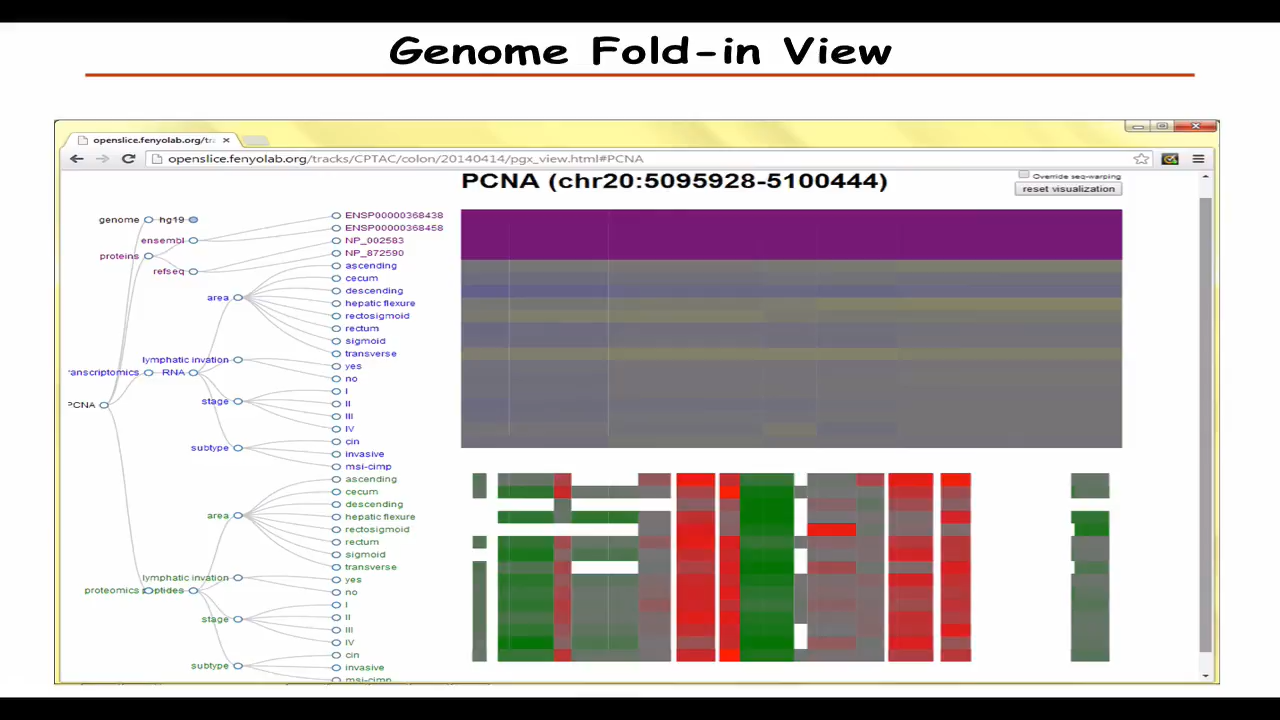 Genome Fold-in View
openslice.fenyolab.org/tra
openslice.fenyolab.org/tracks/CPTAC/colon/20140414/pgx_view.html#PCNA
PCNA (chr20:5095928-5100444)
Override seq-warping
reset visualization
genome
hg19
ensembl
proteins
refseq
ENSP00000368438
ENSP00000368458
NP_002583
NP_872590
PCNA
ranscriptomics
RNA
area
ascending
cecum
descending
hepatic flexure
rectosigmoid
rectum
sigmoid
transverse
lymphatic invation
yes
no
stage
I
II
III
IV
subtype
cin
invasive
msi-cimp
proteomics
peptides
area
ascending
cecum
descending
hepatic flexure
rectosigmoid
rectum
sigmoid
transverse
lymphatic invation
yes
no
stage
I
II
III
IV
subtype
cin
invasive
msi-cimp